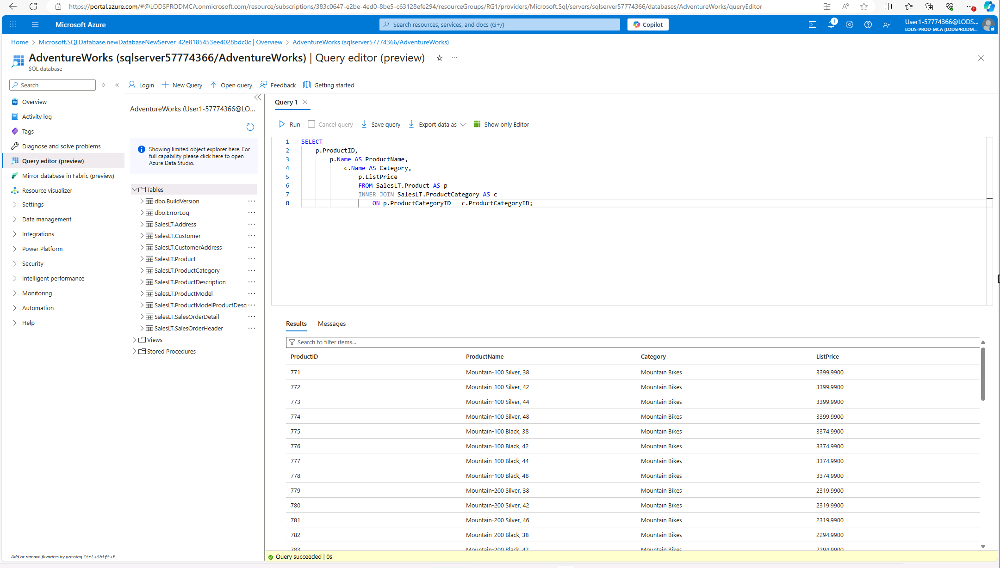 https://portal.azure.com/#@LODSPRODMCA.onmicrosoft.com/resource/subscriptions/383c0647-e2be-4ed0-8be5-c63128efe294/resourceGroups/RG1/providers/Microsoft.Sql/servers/sqlserver57774366/databases/AdventureWorks/queryEditor
Microsoft Azure
Search resources, services, and docs (G+/)
Copilot
1
User1-57774366@LODS...
LODS-PROD-MCA (LODSPRODM...
Home > Microsoft.SQLDatabase.newDatabaseNewServer_42e8185453ee4028bdc0c | Overview > AdventureWorks (sqlserver57774366/AdventureWorks)
AdventureWorks (sqlserver57774366/AdventureWorks) | Query editor (preview)
SQL database
Search
Login
New Query
Open query
Feedback
Getting started
Overview
Activity log
Tags
Diagnose and solve problems
Query editor (preview)
Mirror database in Fabric (preview)
Resource visualizer
Settings
Data management
Integrations
Power Platform
Security
Intelligent performance
Monitoring
Automation
Help
Add or remove favorites by pressing Ctrl+Shift+F
AdventureWorks (User1-57774366@LO...
Showing limited object explorer here. For
full capability please click here to open
Azure Data Studio.
Tables
dbo.BuildVersion
dbo.ErrorLog
SalesLT.Address
SalesLT.Customer
SalesLT.CustomerAddress
SalesLT.Product
SalesLT.ProductCategory
SalesLT.ProductDescription
SalesLT.ProductModel
SalesLT.ProductModelProductDesc
SalesLT.SalesOrderDetail
SalesLT.SalesOrderHeader
Views
Stored Procedures
Query 1
Run
Cancel query
Save query
Export data as
Show only Editor
1 SELECT
2 p.ProductID,
3 p.Name AS ProductName,
4 c.Name AS Category,
5 p.ListPrice
6 FROM SalesLT.Product AS p
7 INNER JOIN SalesLT.ProductCategory AS c
8 ON p.ProductCategoryID = c.ProductCategoryID;
Results
Messages
Search to filter items...
ProductID ProductName Category ListPrice
771 Mountain-100 Silver, 38 Mountain Bikes 3399.9900
772 Mountain-100 Silver, 42 Mountain Bikes 3399.9900
773 Mountain-100 Silver, 44 Mountain Bikes 3399.9900
774 Mountain-100 Silver, 48 Mountain Bikes 3399.9900
775 Mountain-100 Black, 38 Mountain Bikes 3374.9900
776 Mountain-100 Black, 42 Mountain Bikes 3374.9900
777 Mountain-100 Black, 44 Mountain Bikes 3374.9900
778 Mountain-100 Black, 48 Mountain Bikes 3374.9900
779 Mountain-200 Silver, 38 Mountain Bikes 2319.9900
780 Mountain-200 Silver, 42 Mountain Bikes 2319.9900
781 Mountain-200 Silver, 46 Mountain Bikes 2319.9900
782 Mountain-200 Black, 38 Mountain Bikes 2294.9900
783 Mountain-200 Black, 42 Mountain Bikes 2294.9900
Query succeeded | 0s